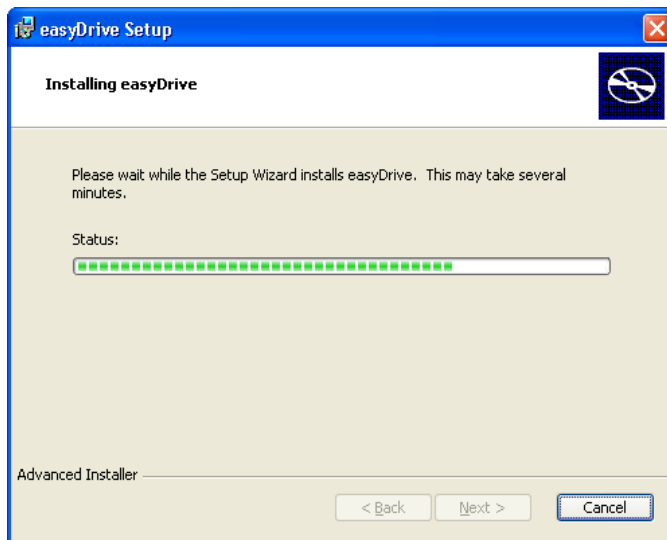 easyDrive Setup
Installing easyDrive
Please wait while the Setup Wizard installs easyDrive.  This may take several
minutes.
Status:
Advanced Installer
< Back
Next >
Cancel